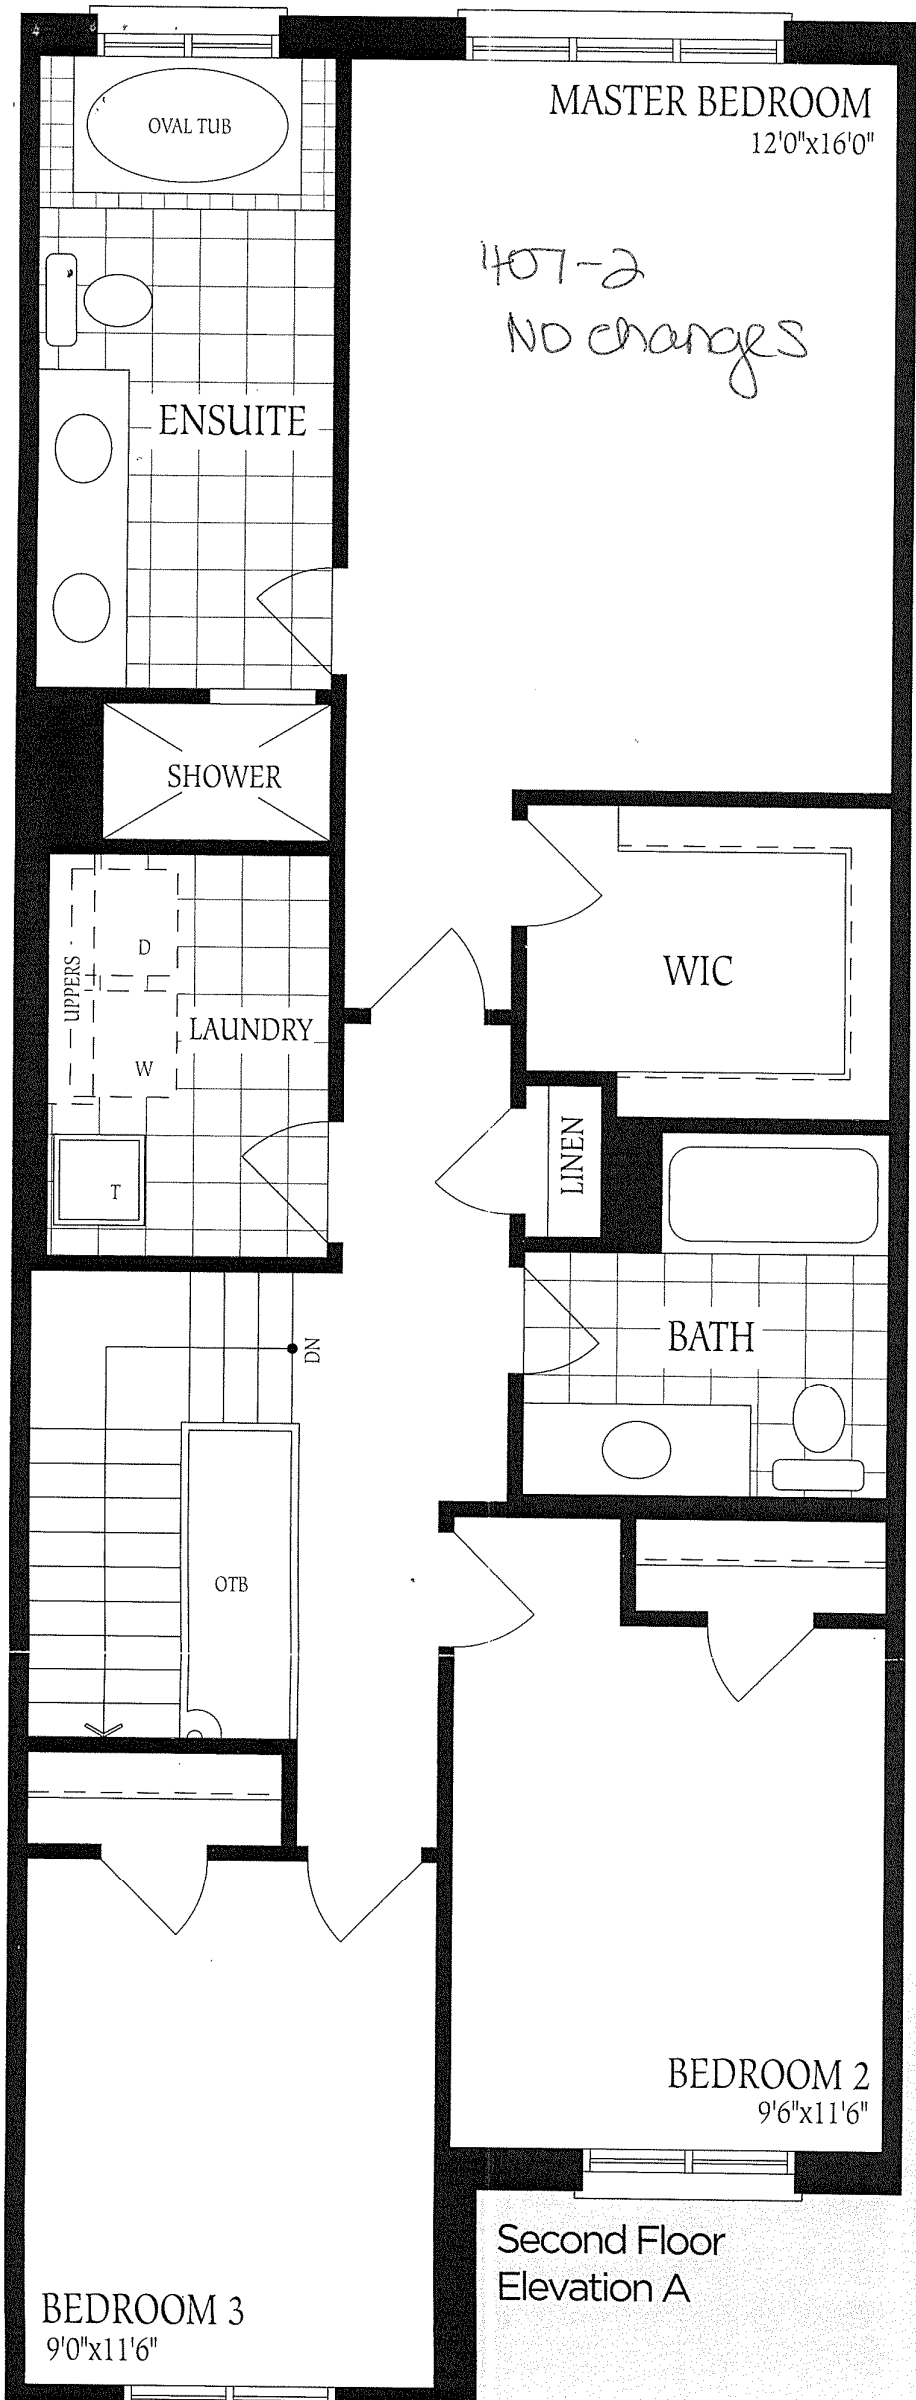 OVAL TUB
MASTER BEDROOM
12'0"x16'0"
407-2
No changes
ENSUITE
SHOWER
UPPERS
D
W
LAUNDRY
T
WIC
LINEN
BATH
DN
OTB
BEDROOM 2
9'6"x11'6"
Second Floor
Elevation A
BEDROOM 3
9'0"x11'6"